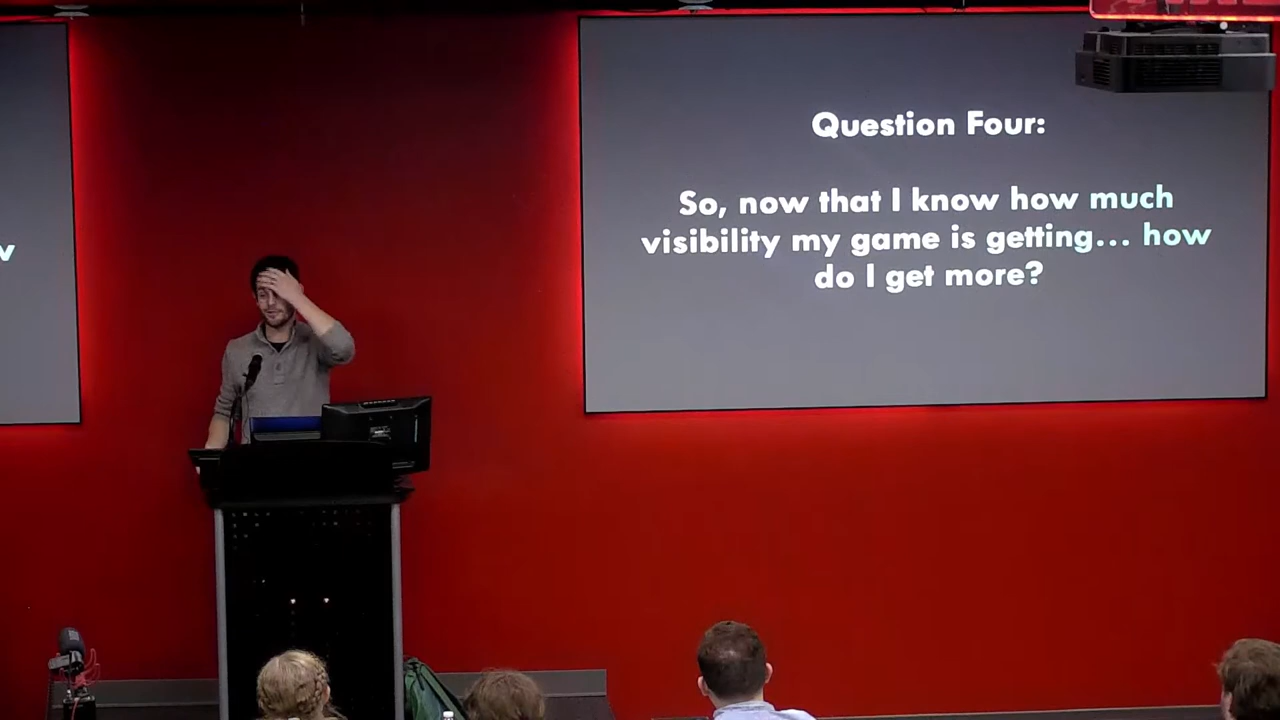 Question Four:
So, now that I know how much
visibility my game is getting... how
do I get more?